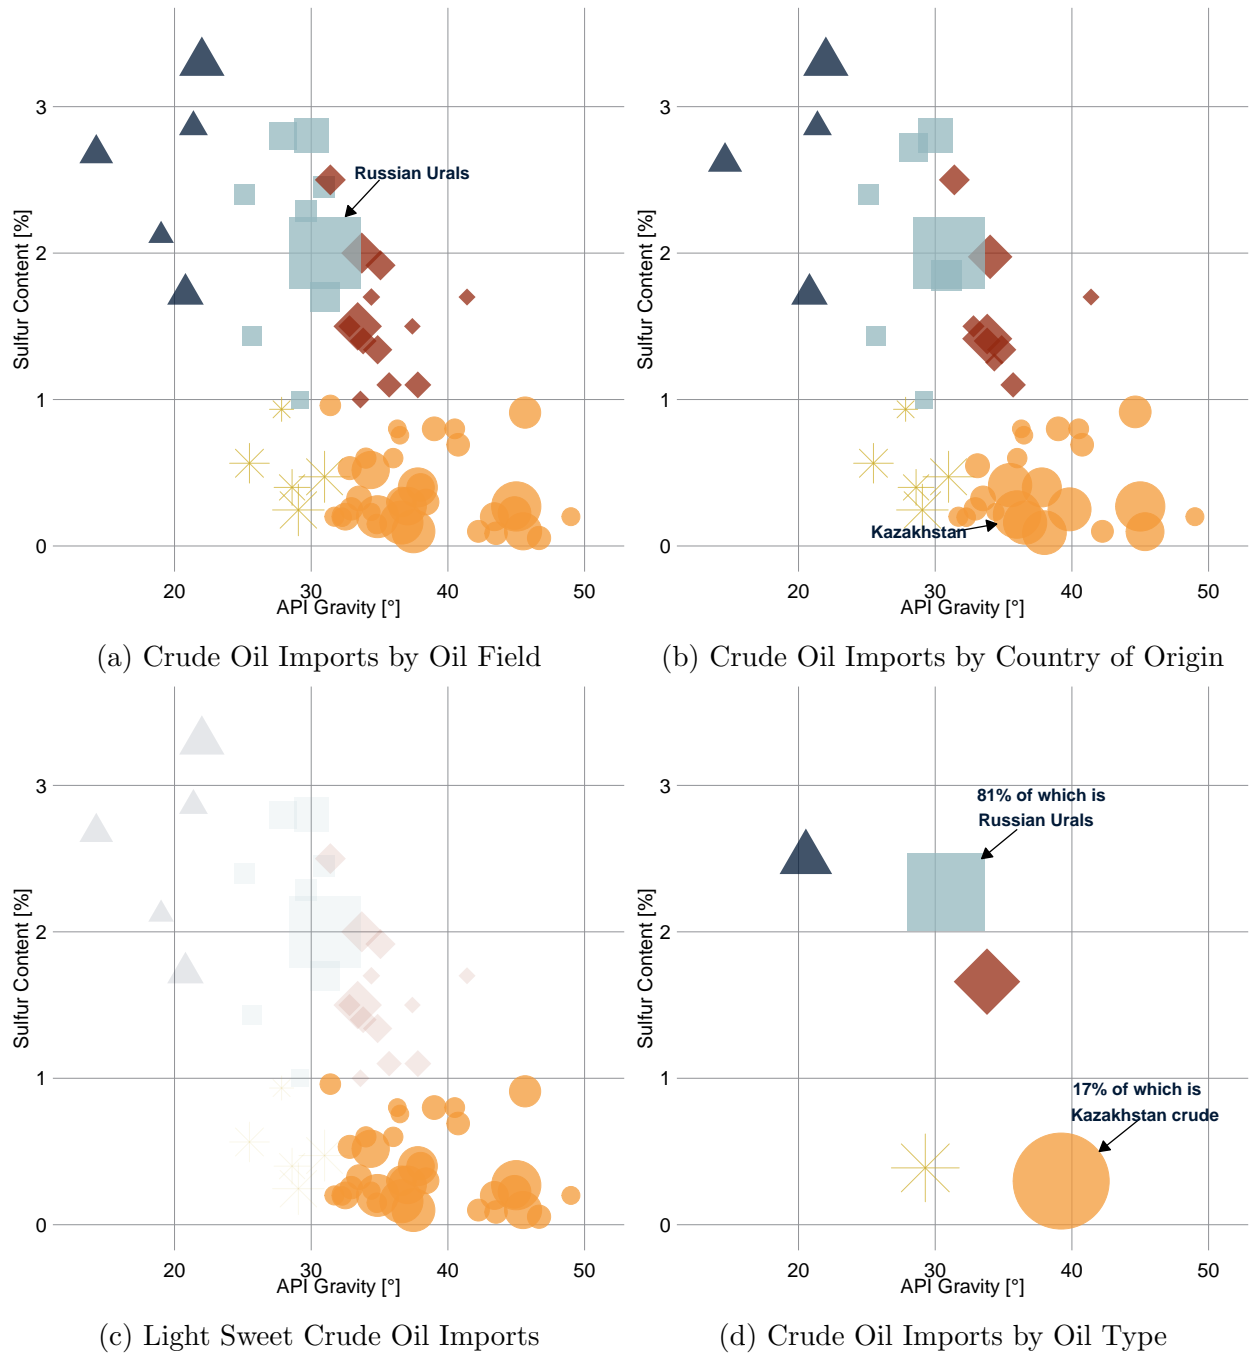 3
2
1
0
Sulfur Content [%]
Russian Urals
20
30
40
50
API Gravity [°]
(a) Crude Oil Imports by Oil Field
3
2
1
0
Sulfur Content [%]
Kazakhstan
20
30
40
50
API Gravity [°]
(b) Crude Oil Imports by Country of Origin
3
2
1
0
Sulfur Content [%]
20
30
40
50
API Gravity [°]
(c) Light Sweet Crude Oil Imports
3
2
1
0
Sulfur Content [%]
81% of which is
Russian Urals
17% of which is
Kazakhstan crude
20
30
40
50
API Gravity [°]
(d) Crude Oil Imports by Oil Type